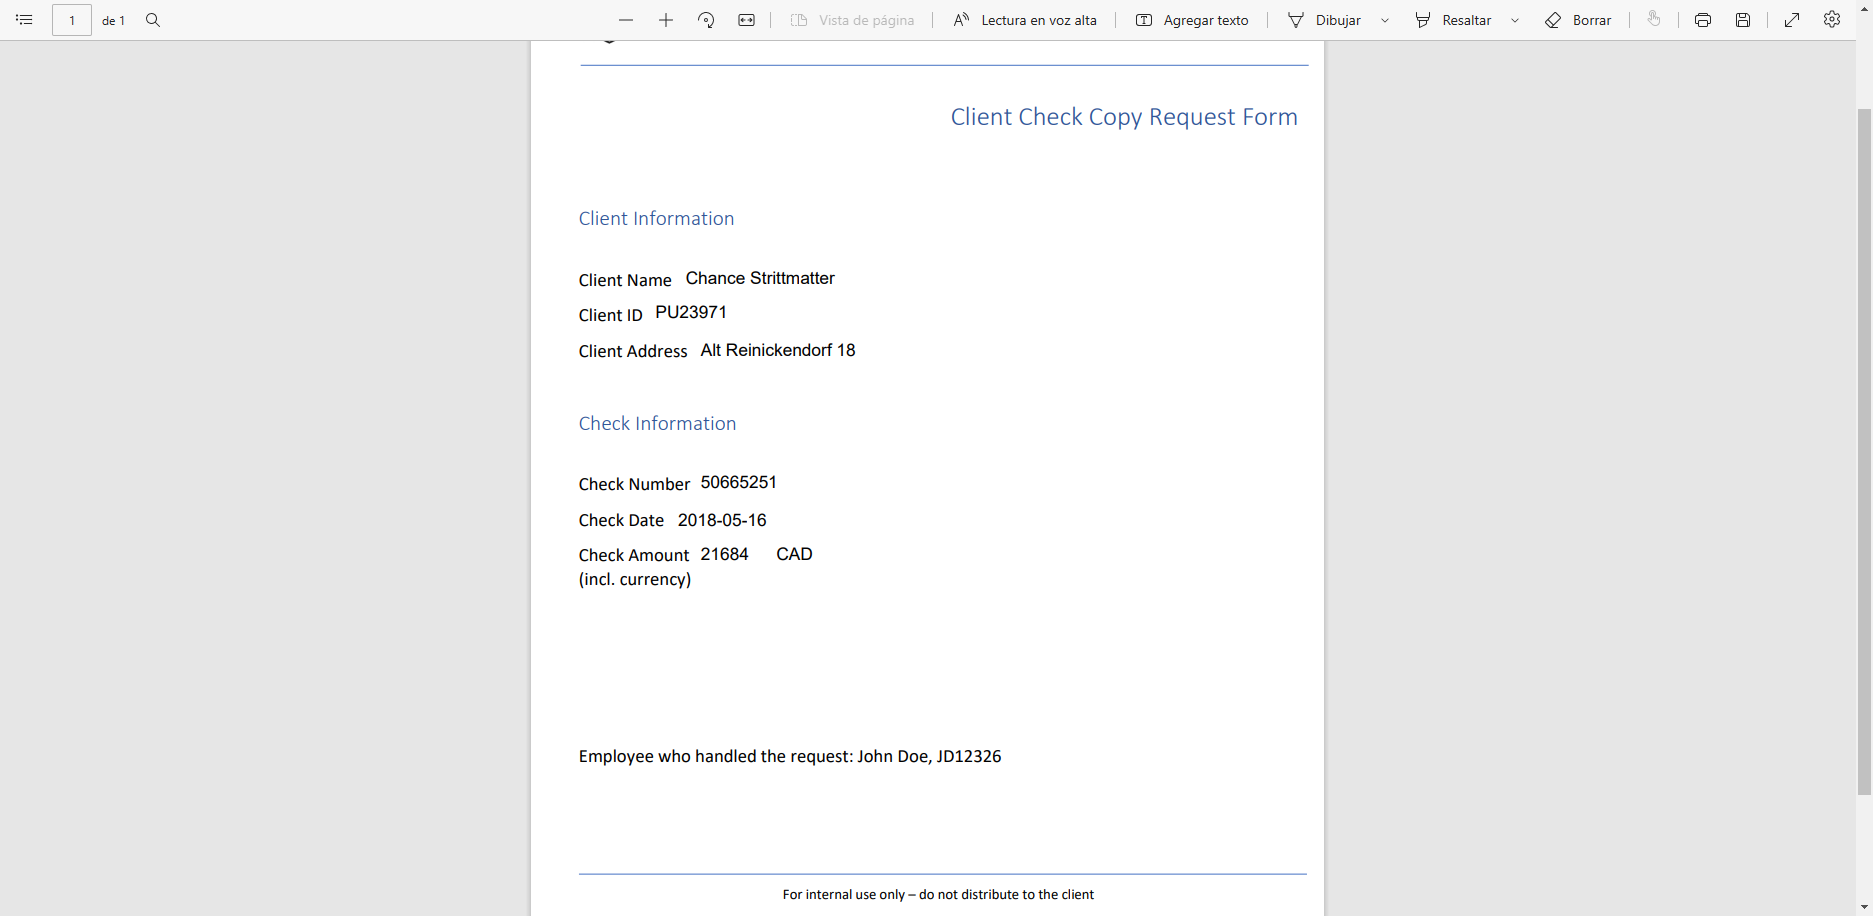 1 de 1 Vista de página Lectura en voz alta Agregar texto Dibujar Resaltar Borrar
Client Check Copy Request Form
Client Information
Client Name Chance Strittmatter
Client ID PU23971
Client Address Alt Reinickendorf 18
Check Information
Check Number 50665251
Check Date 2018-05-16
Check Amount 21684 CAD
(incl. currency)
Employee who handled the request: John Doe, JD12326
For internal use only – do not distribute to the client